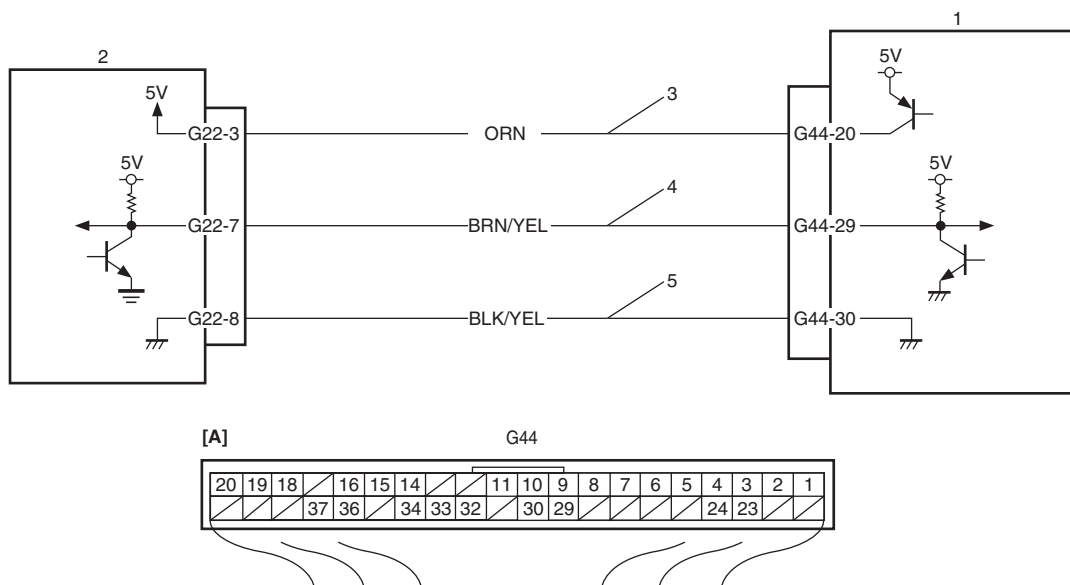 1
2
5V
5V
3
G22-3
ORN
G44-20
5V
5V
4
G22-7
BRN/YEL
G44-29
5
G22-8
BLK/YEL
G44-30
[A]
G44
20 19 18 16 15 14 11 10 9 8 7 6 5 4 3 2 1
37 36 34 33 32 30 29 24 23